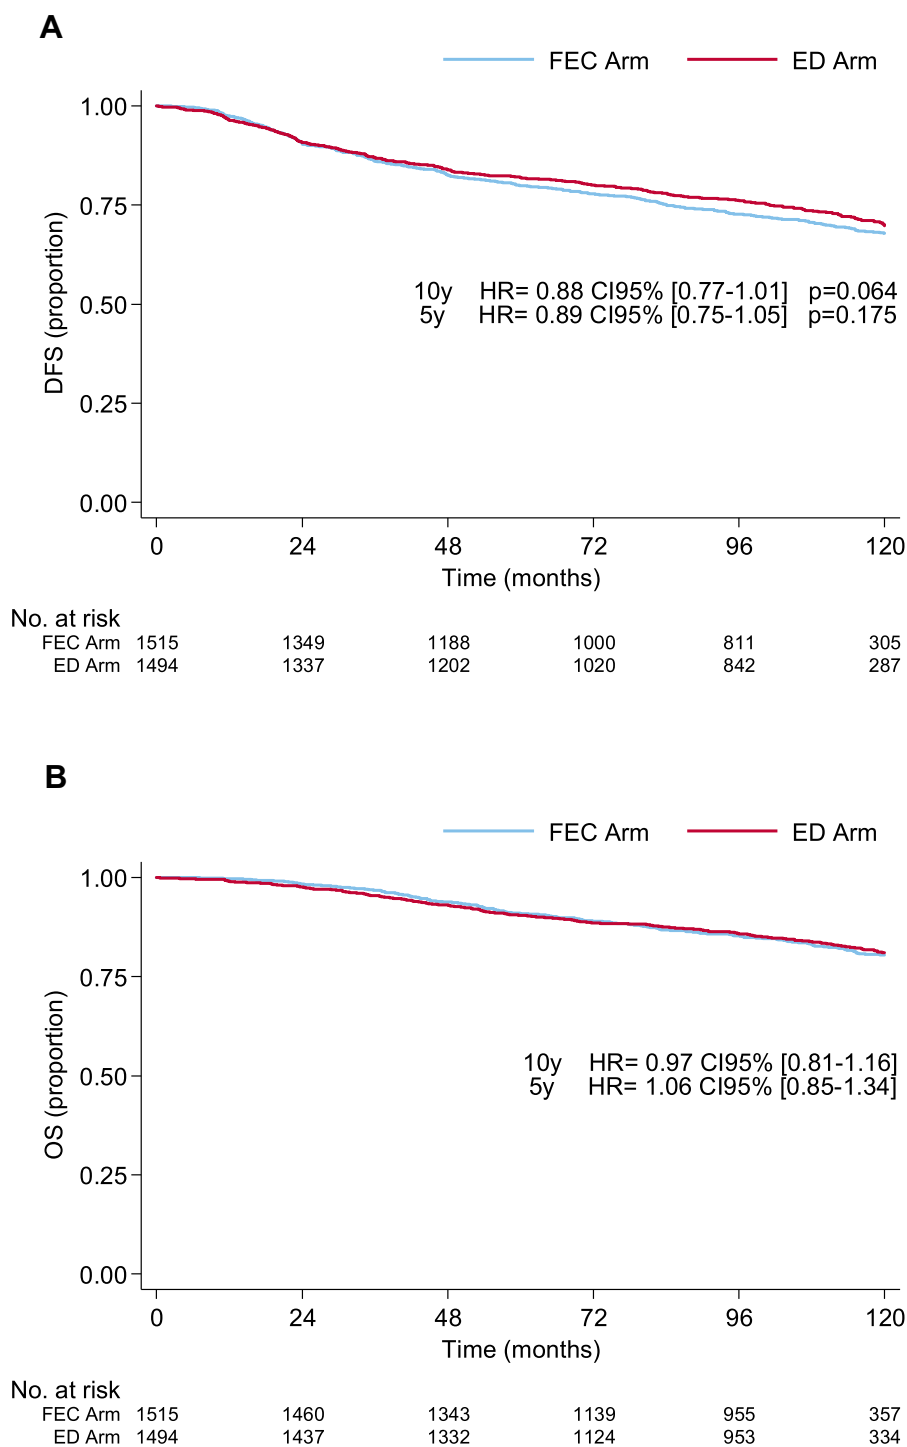 A
FEC Arm ED Arm
1.00
0.75
0.50
0.25
0.00
DFS (proportion)
10y HR= 0.88 CI95% [0.77-1.01] p=0.064
5y HR= 0.89 CI95% [0.75-1.05] p=0.175
0 24 48 72 96 120
Time (months)
No. at risk
FEC Arm 1515 1349 1188 1000 811 305
ED Arm 1494 1337 1202 1020 842 287
B
FEC Arm ED Arm
1.00
0.75
0.50
0.25
0.00
OS (proportion)
10y HR= 0.97 CI95% [0.81-1.16]
5y HR= 1.06 CI95% [0.85-1.34]
0 24 48 72 96 120
Time (months)
No. at risk
FEC Arm 1515 1460 1343 1139 955 357
ED Arm 1494 1437 1332 1124 953 334